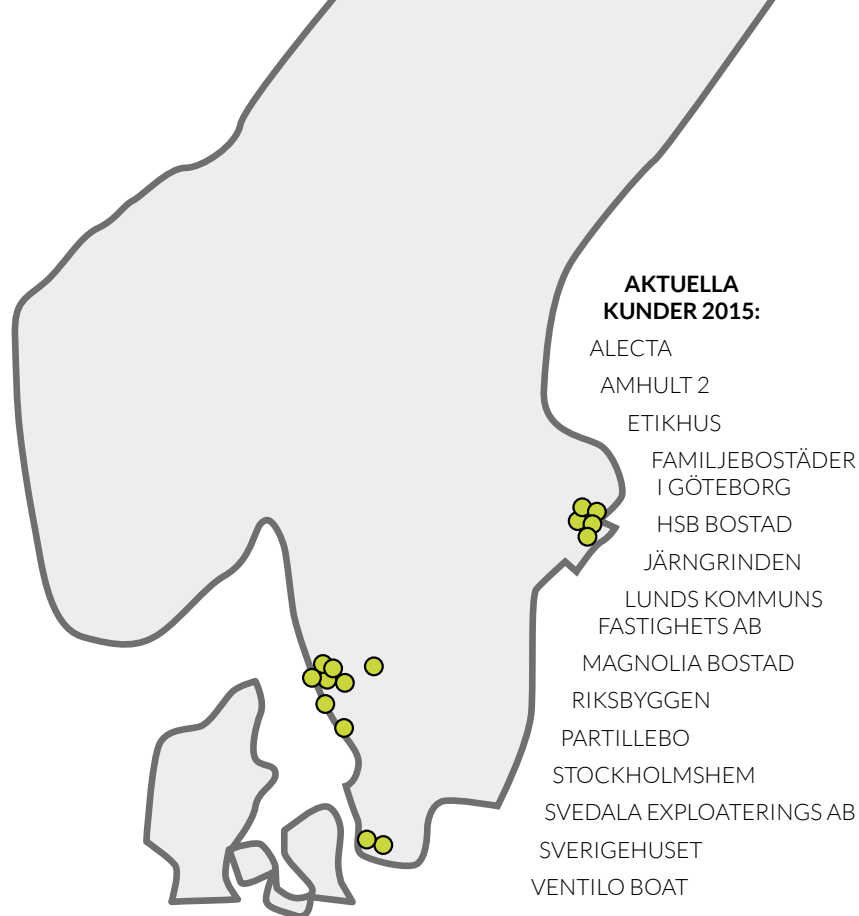 AKTUELLA
KUNDER 2015:
ALECTA
AMHULT 2
ETIKHUS
FAMILJEBOSTÄDER
I GÖTEBORG
HSB BOSTAD
JÄRNGRINDEN
LUNDS KOMMUNS
FASTIGHETS AB
MAGNOLIA BOSTAD
RIKSBYGGEN
PARTILLEBO
STOCKHOLMSHEM
SVEDALA EXPLOATERINGS AB
SVERIGEHUSET
VENTILO BOAT